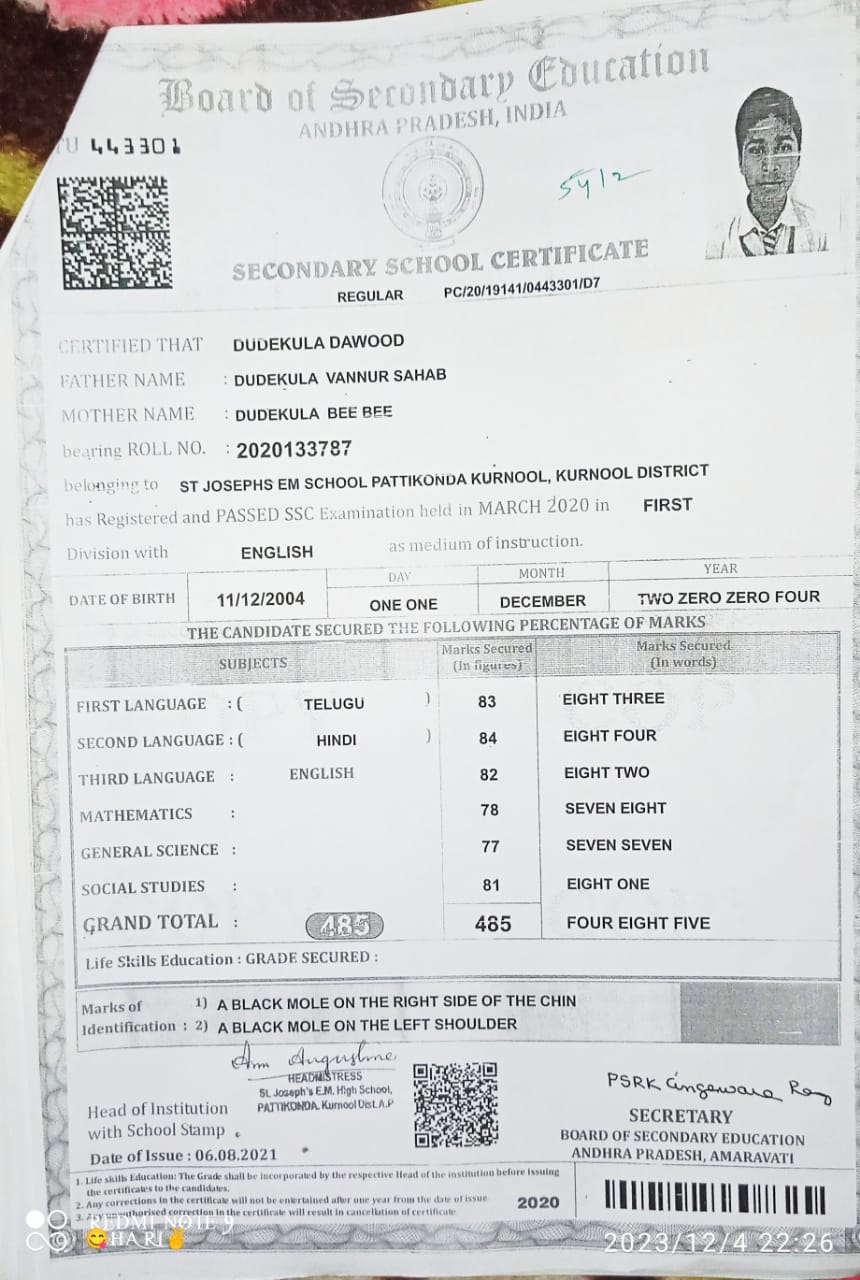 Board of Secondary Education
ANDHRA PRADESH, INDIA
443301
54/2
SECONDARY SCHOOL CERTIFICATE
REGULAR PC/20/19141/0443301/D7
CERTIFIED THAT DUDEKULA DAWOOD
FATHER NAME : DUDEKULA VANNUR SAHAB
MOTHER NAME : DUDEKULA BEE BEE
bearing ROLL NO. : 2020133787
belonging to ST JOSEPHS EM SCHOOL PATTIKONDA KURNOOL, KURNOOL DISTRICT
has Registered and PASSED SSC Examination held in MARCH 2020 in FIRST
Division with ENGLISH as medium of instruction.
DAY MONTH YEAR
DATE OF BIRTH 11/12/2004 ONE ONE DECEMBER TWO ZERO ZERO FOUR
THE CANDIDATE SECURED THE FOLLOWING PERCENTAGE OF MARKS
SUBJECTS Marks Secured (In figures) Marks Secured (In words)
FIRST LANGUAGE : ( TELUGU ) 83 EIGHT THREE
SECOND LANGUAGE : ( HINDI ) 84 EIGHT FOUR
THIRD LANGUAGE : ENGLISH 82 EIGHT TWO
MATHEMATICS : 78 SEVEN EIGHT
GENERAL SCIENCE : 77 SEVEN SEVEN
SOCIAL STUDIES : 81 EIGHT ONE
GRAND TOTAL : 485 485 FOUR EIGHT FIVE
Life Skills Education : GRADE SECURED :
Marks of Identification : 1) A BLACK MOLE ON THE RIGHT SIDE OF THE CHIN
2) A BLACK MOLE ON THE LEFT SHOULDER
HEADMISTRESS
St. Joseph's E.M. High School,
PATTIKONDA. Kurnool Dist. A.P
Head of Institution
with School Stamp
Date of Issue : 06.08.2021
SECRETARY
BOARD OF SECONDARY EDUCATION
ANDHRA PRADESH, AMARAVATI
1. Life skills Education: The Grade shall be incorporated by the respective Head of the institution before issuing
the certificates to the candidates.
2. Any corrections in the certificate will not be entertained after one year from the date of issue
3. Any unauthorised correction in the certificate will result in cancellation of certificate
2020
REDMI NOTE 9
HARI
2023/12/4 22:26